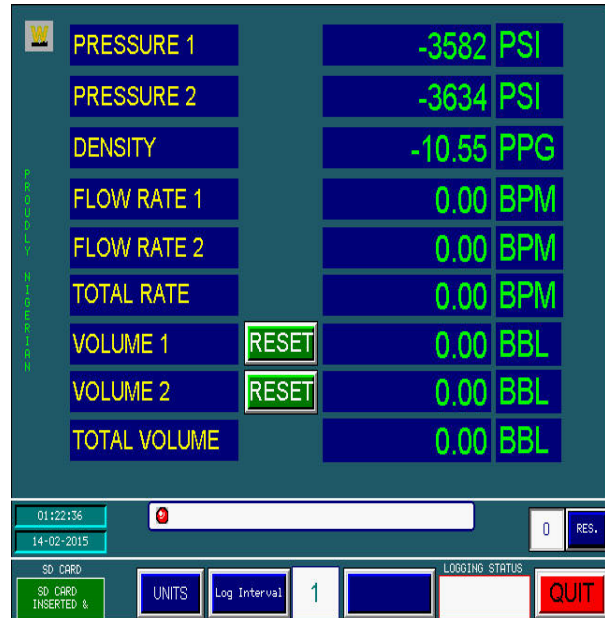 W
PRESSURE 1 -3582 PSI
PRESSURE 2 -3634 PSI
DENSITY -10.55 PPG
FLOW RATE 1 0.00 BPM
FLOW RATE 2 0.00 BPM
TOTAL RATE 0.00 BPM
VOLUME 1 RESET 0.00 BBL
VOLUME 2 RESET 0.00 BBL
TOTAL VOLUME 0.00 BBL
PROUDLY NIGERIAN
01:22:36
14-02-2015
0 RES.
SD CARD
SD CARD
INSERTED &
UNITS
Log Interval
1
LOGGING STATUS
QUIT